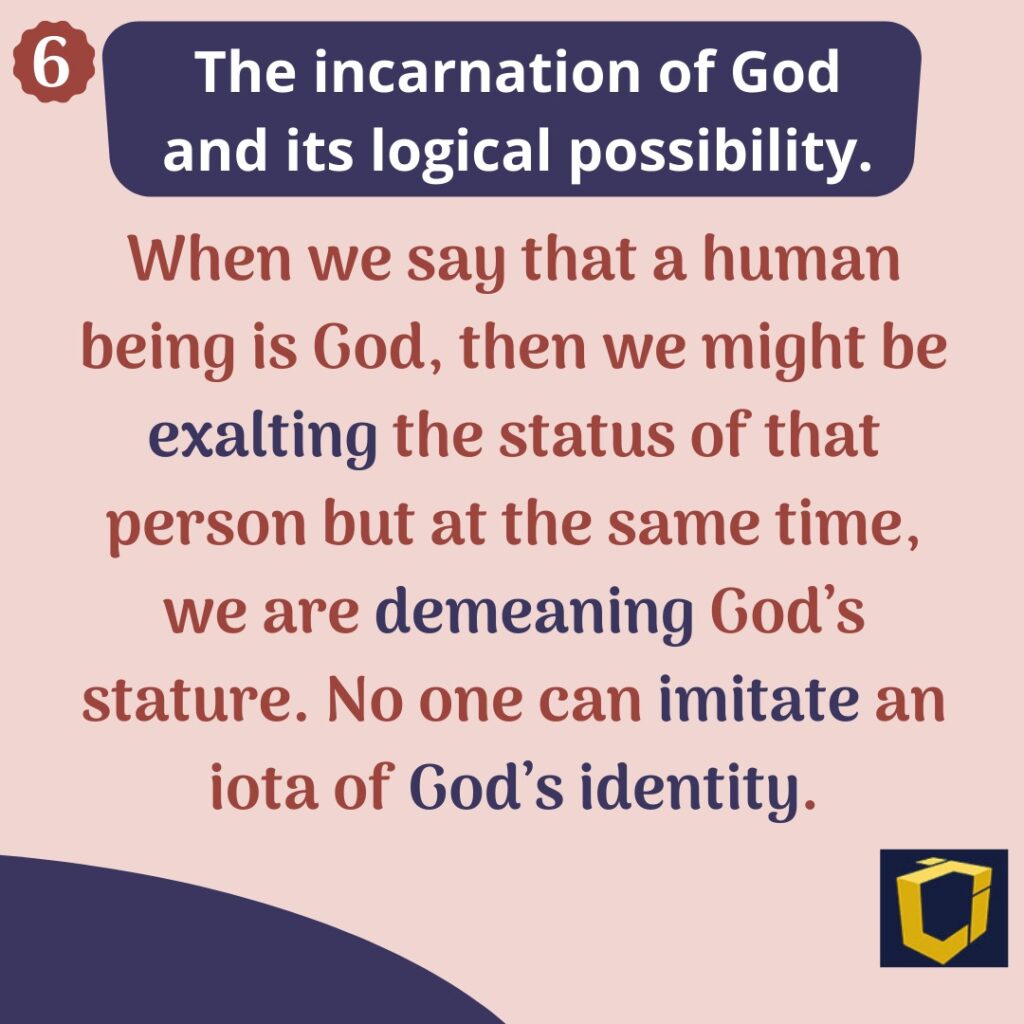 6
The incarnation of God
and its logical possibility.
When we say that a human
being is God, then we might be
exalting the status of that
person but at the same time,
we are demeaning God’s
stature. No one can imitate an
iota of God’s identity.